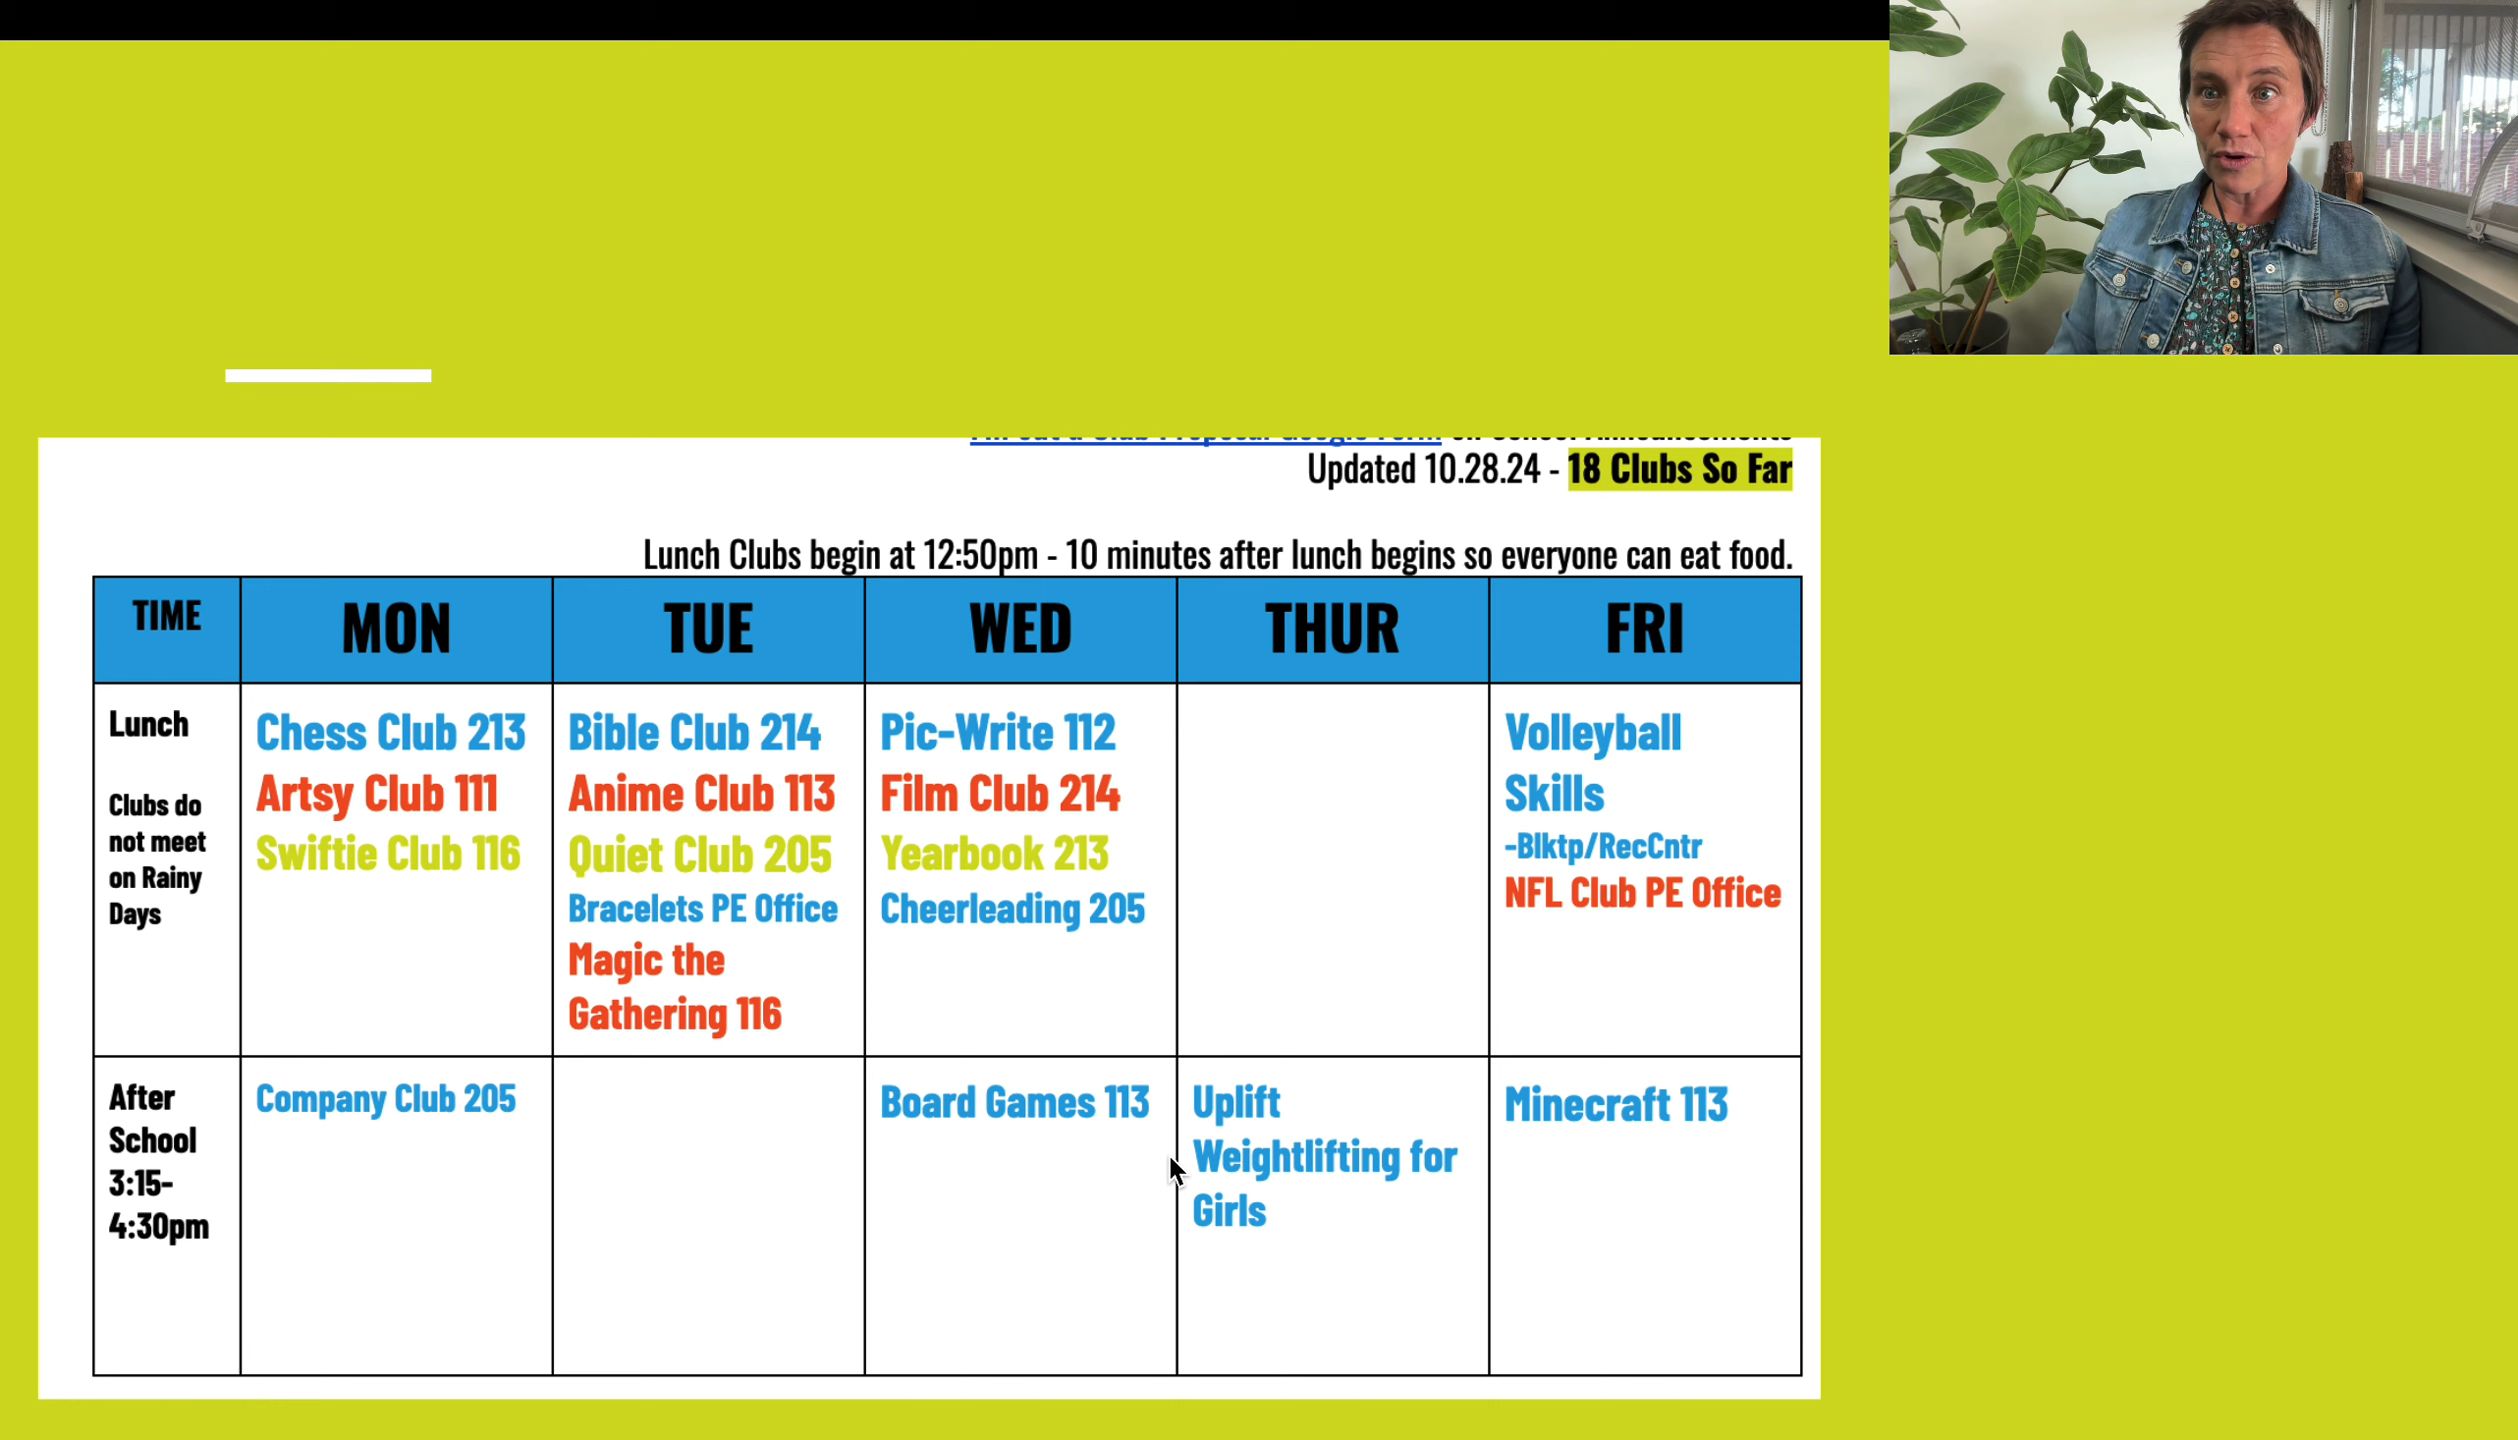 Updated 10.28.24 - 18 Clubs So Far
Lunch Clubs begin at 12:50pm - 10 minutes after lunch begins so everyone can eat food.
TIME
MON
TUE
WED
THUR
FRI
Lunch
Clubs do
not meet
on Rainy
Days
Chess Club 213
Artsy Club 111
Swiftie Club 116
Bible Club 214
Anime Club 113
Quiet Club 205
Bracelets PE Office
Magic the
Gathering 116
Pic-Write 112
Film Club 214
Yearbook 213
Cheerleading 205
Volleyball
Skills
-Blktp/RecCntr
NFL Club PE Office
After
School
3:15-
4:30pm
Company Club 205
Board Games 113
Uplift
Weightlifting for
Girls
Minecraft 113